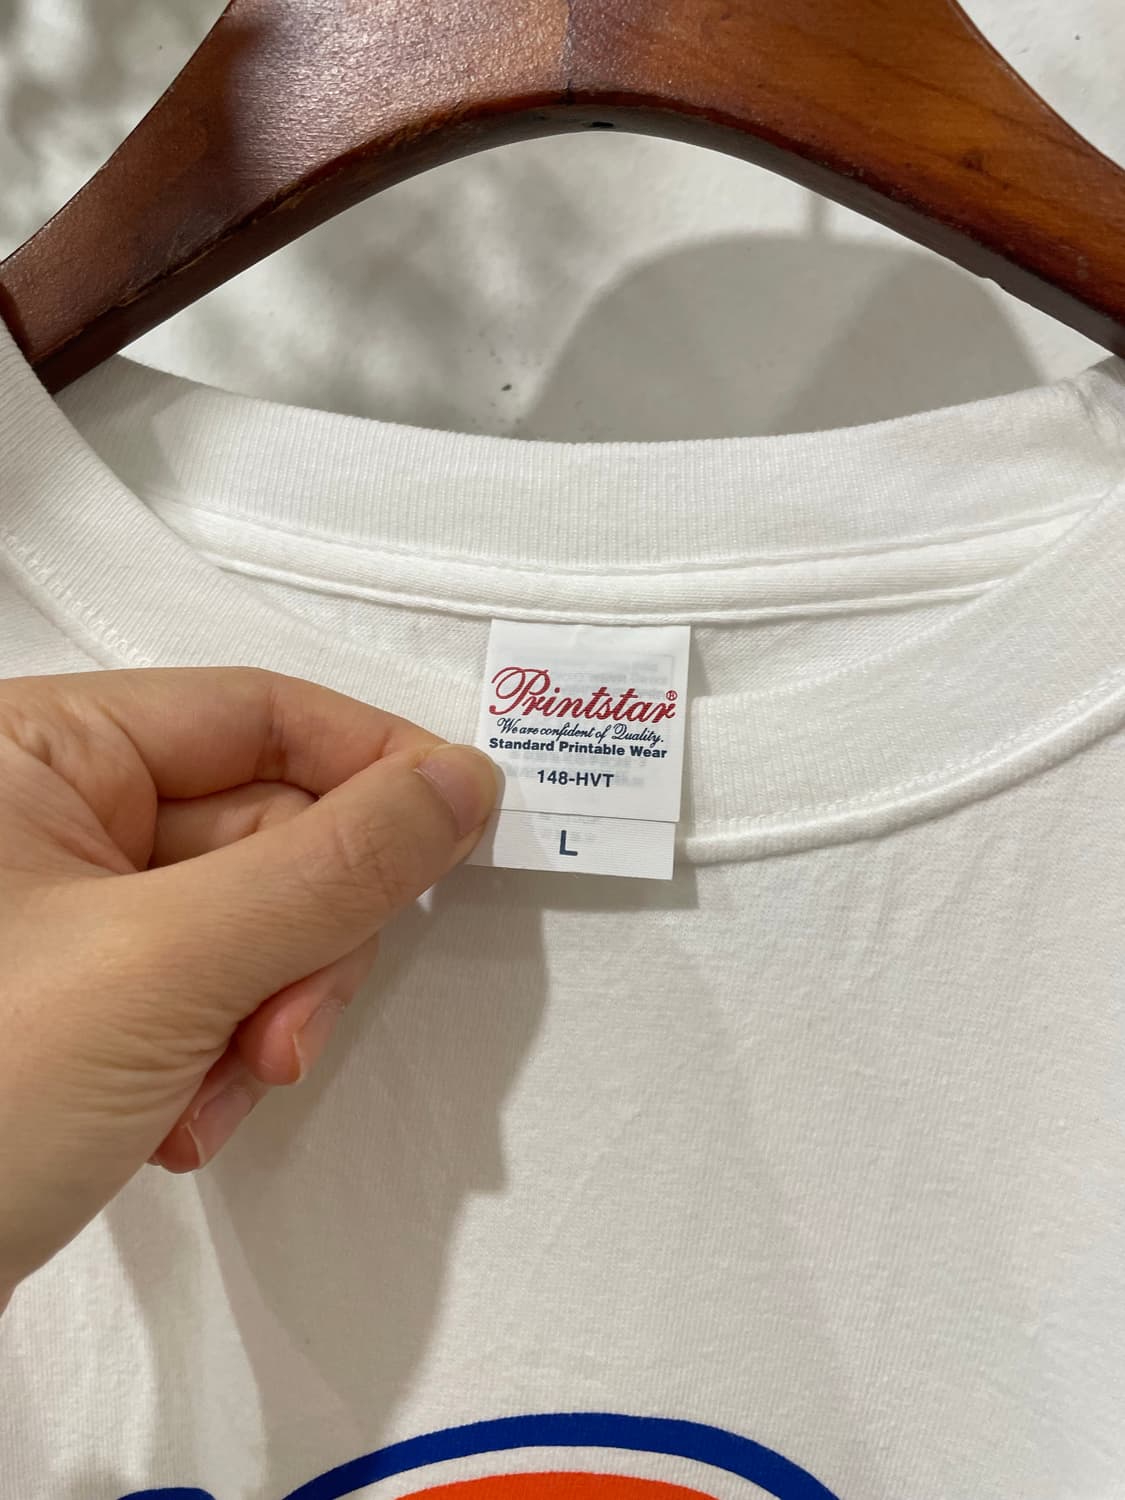 Printstar®
We are confident of Quality.
Standard Printable Wear
148-HVT
L